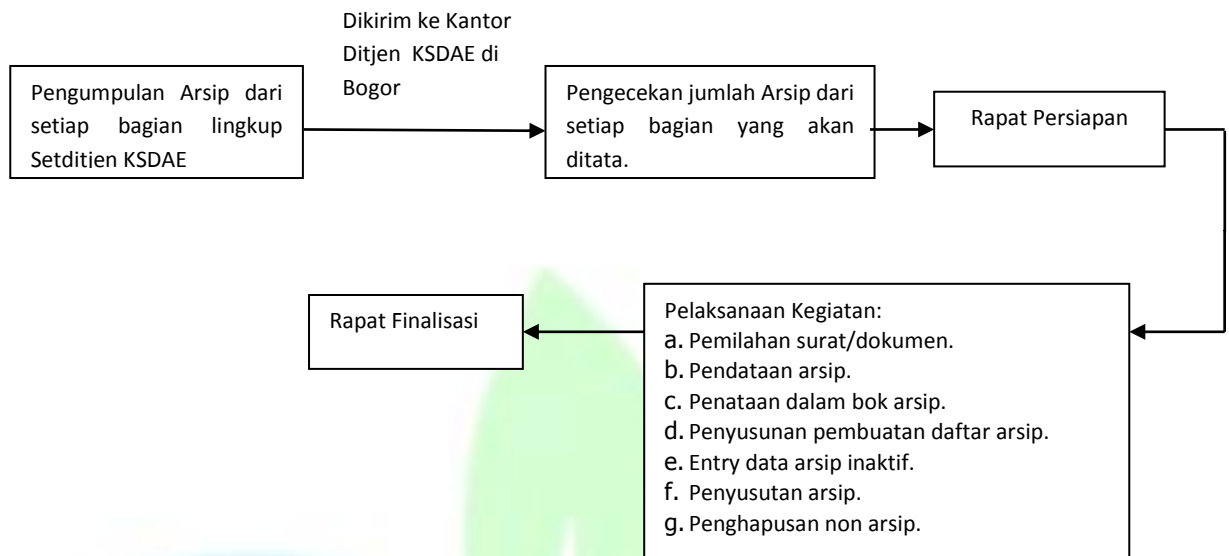 Dikirim ke Kantor
Ditjen KSDAE di
Bogor
Pengumpulan Arsip dari
setiap bagian lingkup
Setditjen KSDAE
Pengecekan jumlah Arsip dari
setiap bagian yang akan
ditata.
Rapat Persiapan
Pelaksanaan Kegiatan:
a. Pemilahan surat/dokumen.
b. Pendataan arsip.
c. Penataan dalam bok arsip.
d. Penyusunan pembuatan daftar arsip.
e. Entry data arsip inaktif.
f. Penyusutan arsip.
g. Penghapusan non arsip.
Rapat Finalisasi